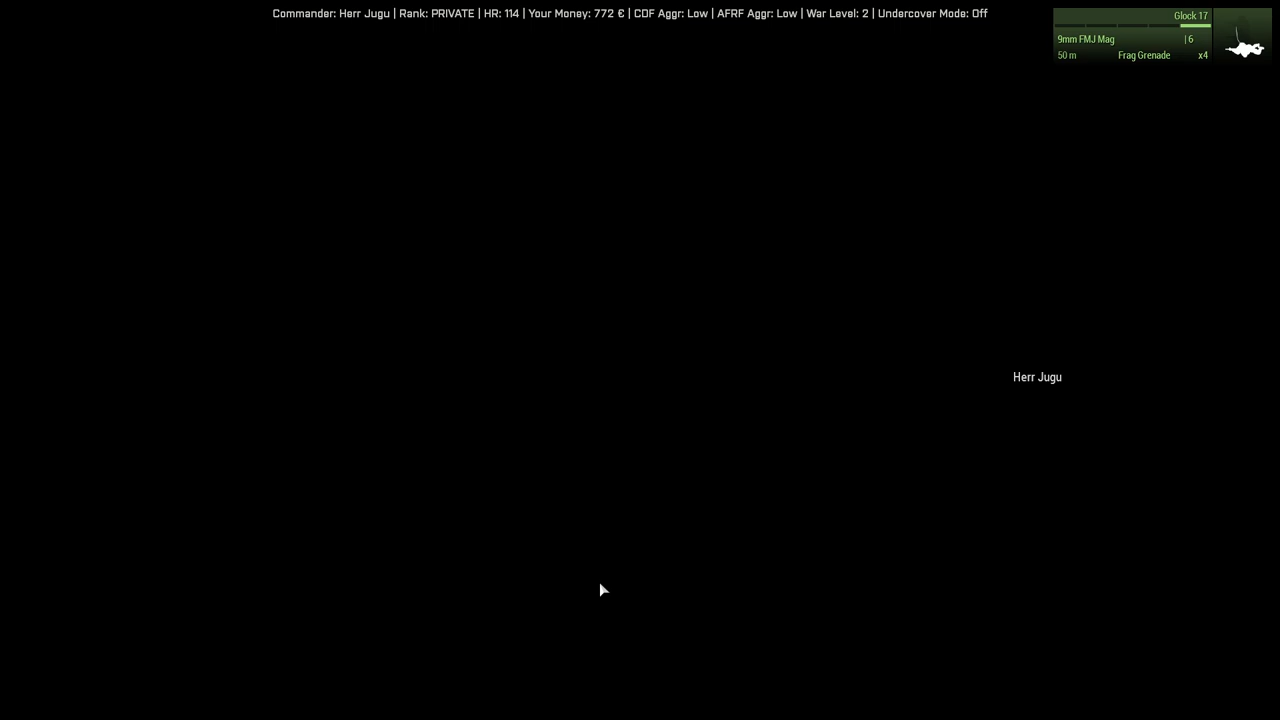 Commander: Herr Jugu | Rank: PRIVATE | HR: 114 | Your Money: 772 € | CDF Aggr: Low | AFRF Aggr: Low | War Level: 2 | Undercover Mode: Off
Glock 17
9mm FMJ Mag | 6
50 m Frag Grenade x4
Herr Jugu